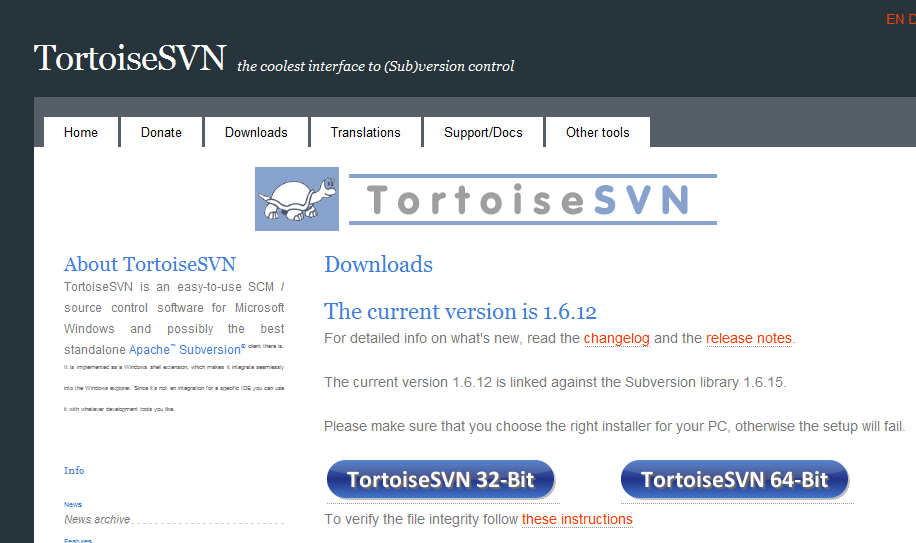 EN D
TortoiseSVN the coolest interface to (Sub)version control
Home Donate Downloads Translations Support/Docs Other tools
TortoiseSVN
About TortoiseSVN
TortoiseSVN is an easy-to-use SCM /
source control software for Microsoft
Windows and possibly the best
standalone Apache™ Subversion® client there is.
It is implemented as a Windows shell extension, which makes it integrate seamlessly
into the Windows explorer. Since it's not an integration for a specific IDE you can use
it with whatever development tools you like.
Info
News
News archive
Features
Downloads
The current version is 1.6.12
For detailed info on what's new, read the changelog and the release notes.
The current version 1.6.12 is linked against the Subversion library 1.6.15.
Please make sure that you choose the right installer for your PC, otherwise the setup will fail.
TortoiseSVN 32-Bit TortoiseSVN 64-Bit
To verify the file integrity follow these instructions